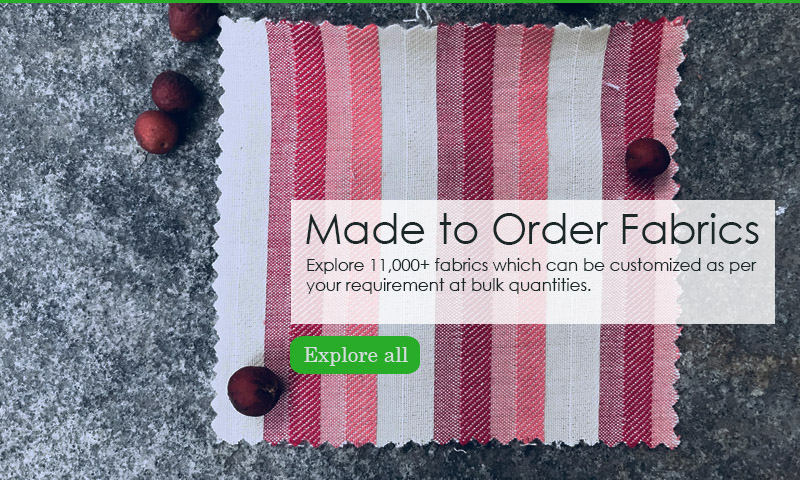 Made to Order Fabrics
Explore 11,000+ fabrics which can be customized as per
your requirement at bulk quantities.
Explore all